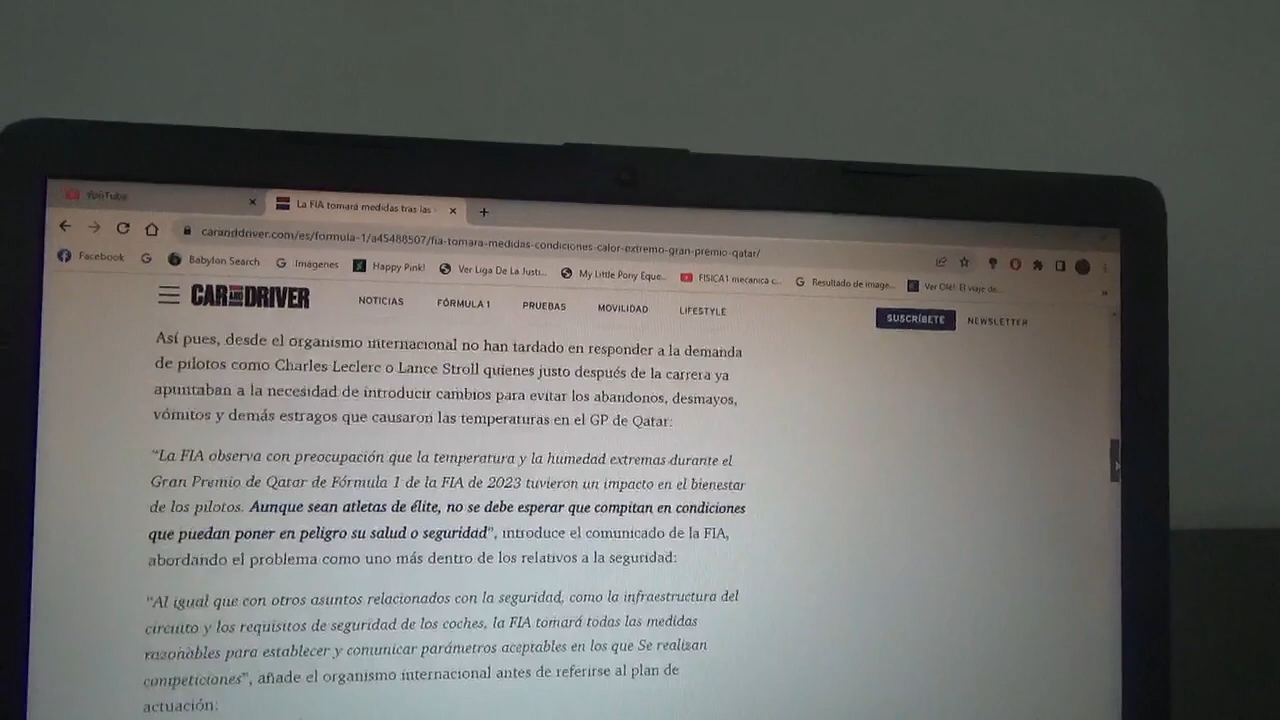 YouTube
La FIA tomará medidas tras las
caranddriver.com/es/formula-1/a45488507/fia-tomara-medidas-condiciones-calor-extremo-gran-premio-qatar/
Facebook
Babylon Search
Imágenes
Happy Pink!
Ver Liga De La Justi...
My Little Pony Eque...
FISICA1 mecanica c...
Resultado de image...
Ver Olé! El viaje de...
CAR AND DRIVER
NOTICIAS
FÓRMULA 1
PRUEBAS
MOVILIDAD
LIFESTYLE
SUSCRÍBETE
NEWSLETTER
Así pues, desde el organismo internacional no han tardado en responder a la demanda
de pilotos como Charles Leclerc o Lance Stroll quienes justo después de la carrera ya
apuntaban a la necesidad de introducir cambios para evitar los abandonos, desmayos,
vómitos y demás estragos que causaron las temperaturas en el GP de Qatar:
“La FIA observa con preocupación que la temperatura y la humedad extremas durante el
Gran Premio de Qatar de Fórmula 1 de la FIA de 2023 tuvieron un impacto en el bienestar
de los pilotos. Aunque sean atletas de élite, no se debe esperar que compitan en condiciones
que puedan poner en peligro su salud o seguridad”, introduce el comunicado de la FIA,
abordando el problema como uno más dentro de los relativos a la seguridad:
“Al igual que con otros asuntos relacionados con la seguridad, como la infraestructura del
circuito y los requisitos de seguridad de los coches, la FIA tomará todas las medidas
razonables para establecer y comunicar parámetros aceptables en los que Se realizan
competiciones”, añade el organismo internacional antes de referirse al plan de
actuación: